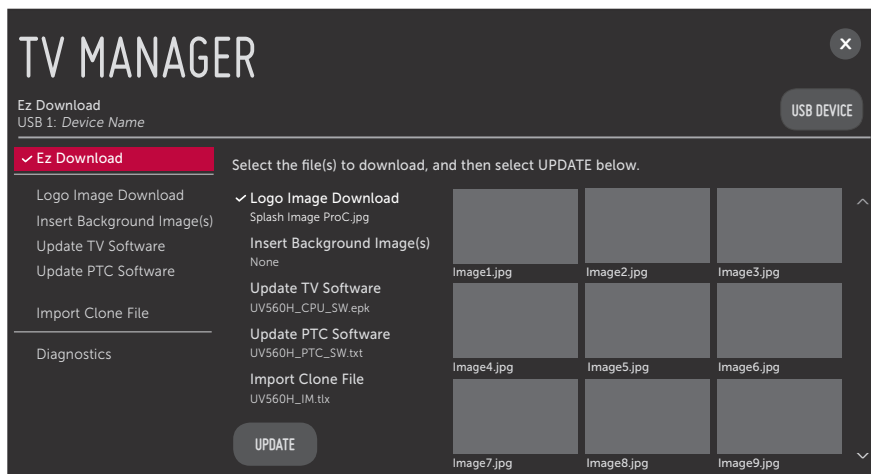 TV MANAGER
X
Ez Download
USB 1: Device Name
USB DEVICE
Ez Download
Logo Image Download
Insert Background Image(s)
Update TV Software
Update PTC Software
Import Clone File
Diagnostics
Select the file(s) to download, and then select UPDATE below.
Logo Image Download
Splash Image ProC.jpg
Insert Background Image(s)
None
Update TV Software
UV560H_CPU_SW.epk
Update PTC Software
UV560H_PTC_SW.txt
Import Clone File
UV560H_IM.tlx
UPDATE
Image1.jpg
Image2.jpg
Image3.jpg
Image4.jpg
Image5.jpg
Image6.jpg
Image7.jpg
Image8.jpg
Image9.jpg